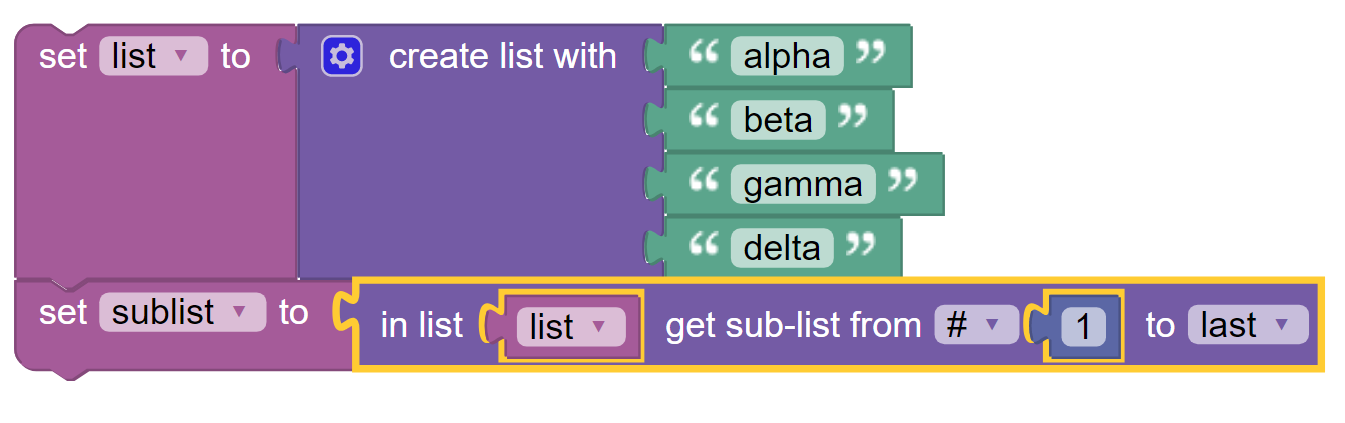 set list to create list with “ alpha ”
“ beta ”
“ gamma ”
“ delta ”
set sublist to in list list get sub-list from # 1 to last